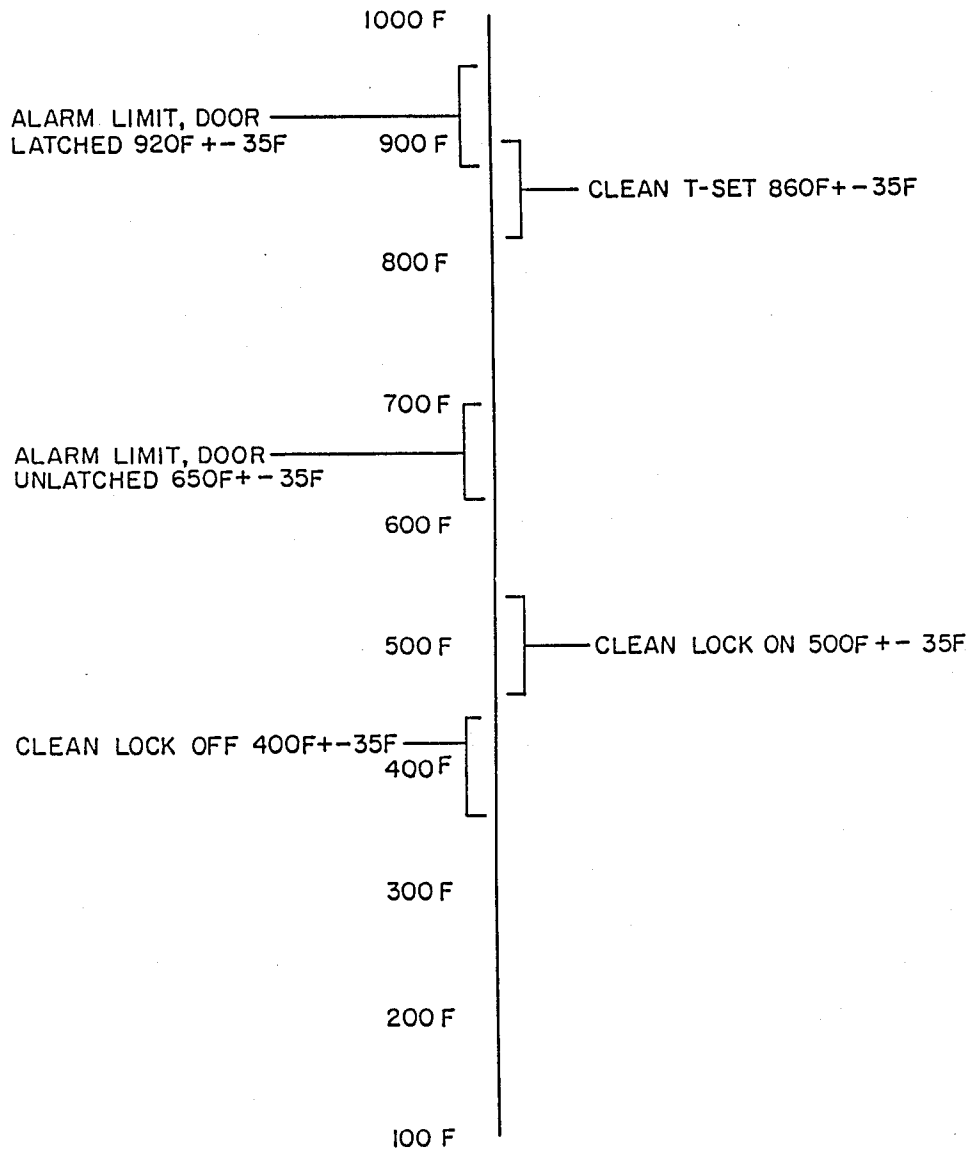 1000 F
ALARM LIMIT, DOOR
LATCHED 920F +- 35F
900 F
CLEAN T-SET 860F+-35F
800 F
700 F
ALARM LIMIT, DOOR
UNLATCHED 650F+-35F
600 F
500 F
CLEAN LOCK ON 500F +- 35F
CLEAN LOCK OFF 400F+-35F
400 F
300 F
200 F
100 F